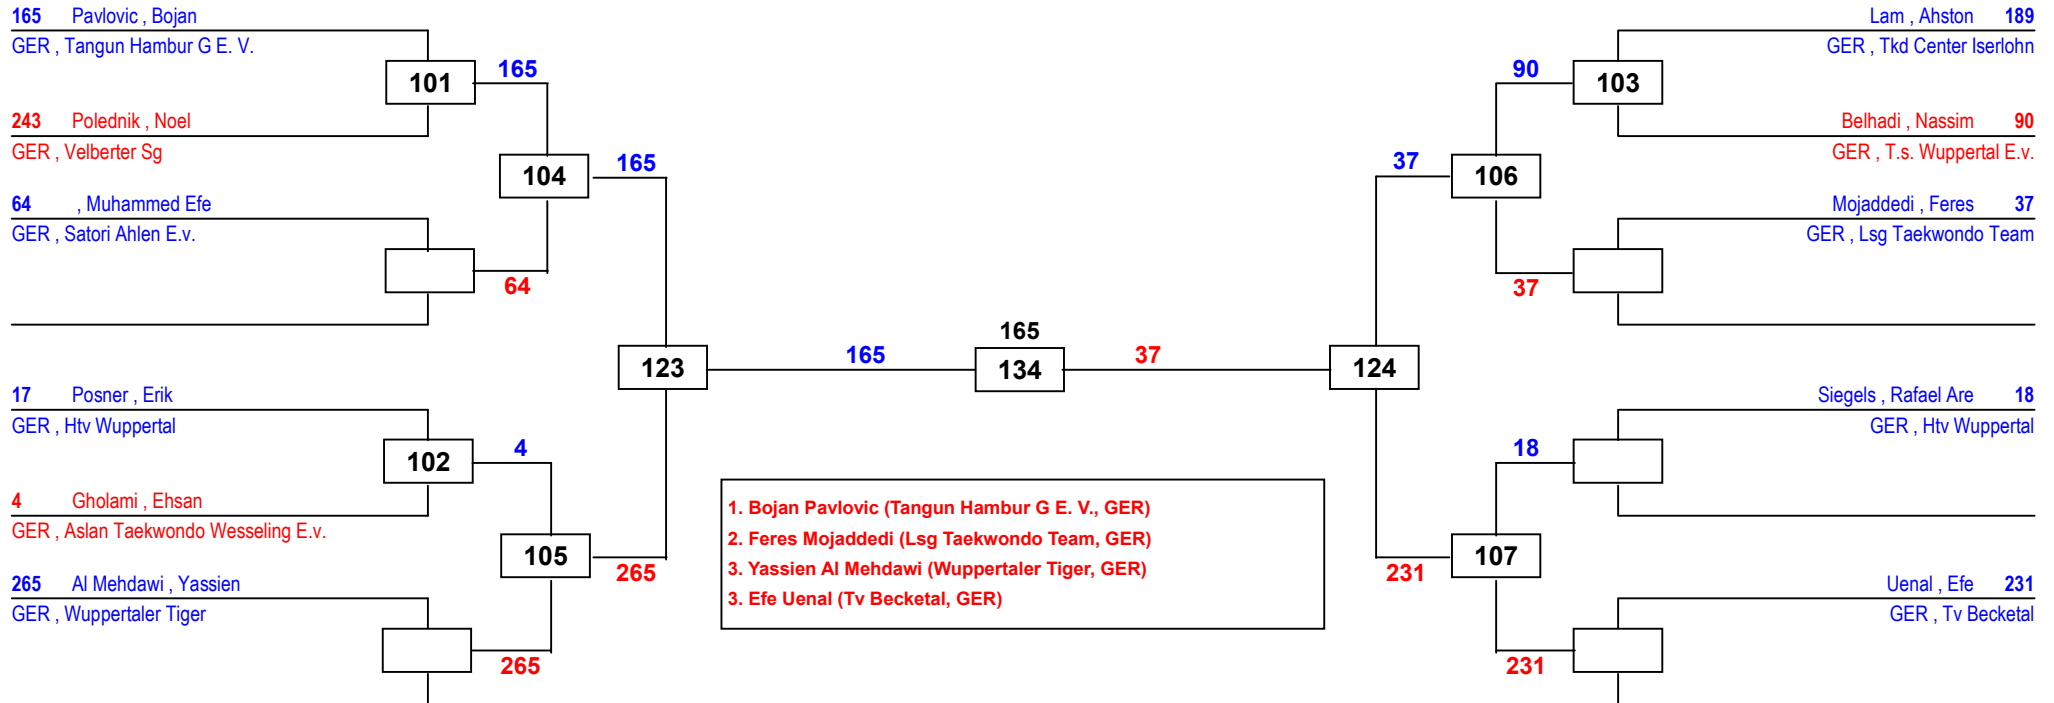 165 Pavlovic , Bojan
GER , Tangun Hambur G E. V.
101
165
243 Polednik , Noel
GER , Velberter Sg
104
165
64 , Muhammed Efe
GER , Satori Ahlen E.v.
64
123
165
17 Posner , Erik
GER , Htv Wuppertal
102
4
4 Gholami , Ehsan
GER , Aslan Taekwondo Wesseling E.v.
105
265
265 Al Mehdawi , Yassien
GER , Wuppertaler Tiger
265
165
134
37
1. Bojan Pavlovic (Tangun Hambur G E. V., GER)
2. Feres Mojaddedi (Lsg Taekwondo Team, GER)
3. Yassien Al Mehdawi (Wuppertaler Tiger, GER)
3. Efe Uenal (Tv Becketal, GER)
Lam , Ahston 189
GER , Tkd Center Iserlohn
90
103
Belhadi , Nassim 90
GER , T.s. Wuppertal E.v.
37
106
Mojaddedi , Feres 37
GER , Lsg Taekwondo Team
37
124
Siegels , Rafael Are 18
GER , Htv Wuppertal
18
107
231
Uenal , Efe 231
GER , Tv Becketal
231